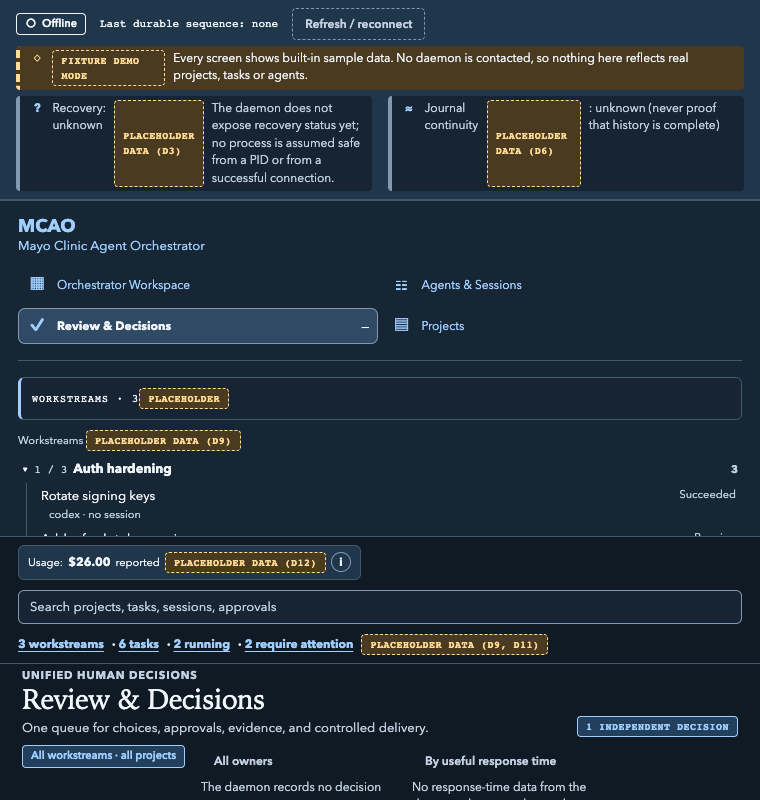 Offline Last durable sequence: none Refresh / reconnect
FIXTURE DEMO MODE
Every screen shows built-in sample data. No daemon is contacted, so nothing here reflects real
projects, tasks or agents.
? Recovery: unknown
PLACEHOLDER DATA (D3)
The daemon does not
expose recovery status yet;
no process is assumed safe
from a PID or from a
successful connection.
≈ Journal continuity
PLACEHOLDER DATA (D6)
: unknown (never proof
that history is complete)
MCAO
Mayo Clinic Agent Orchestrator
Orchestrator Workspace
Agents & Sessions
Review & Decisions –
Projects
WORKSTREAMS · 3 PLACEHOLDER
Workstreams PLACEHOLDER DATA (D9)
▾ 1 / 3 Auth hardening 3
Rotate signing keys Succeeded
codex · no session
Usage: $26.00 reported PLACEHOLDER DATA (D12) i
Search projects, tasks, sessions, approvals
3 workstreams · 6 tasks · 2 running · 2 require attention PLACEHOLDER DATA (D9, D11)
UNIFIED HUMAN DECISIONS
Review & Decisions
One queue for choices, approvals, evidence, and controlled delivery.
1 INDEPENDENT DECISION
All workstreams · all projects
All owners
By useful response time
The daemon records no decision
No response-time data from the